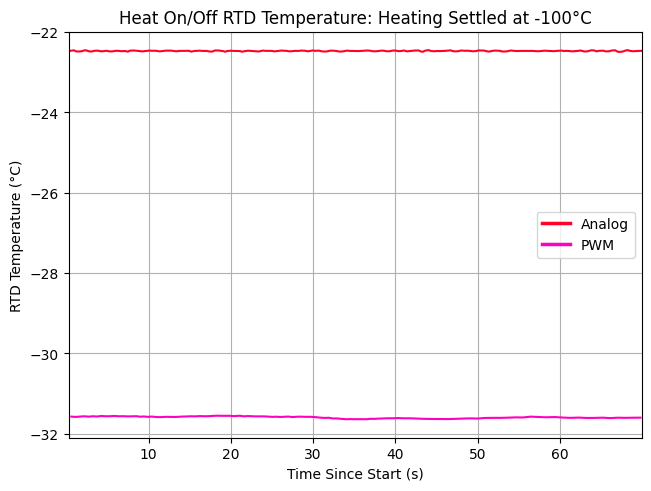 Heat On/Off RTD Temperature: Heating Settled at -100°C
RTD Temperature (°C)
−22
−24
−26
−28
−30
−32
Analog
PWM
10
20
30
40
50
60
Time Since Start (s)